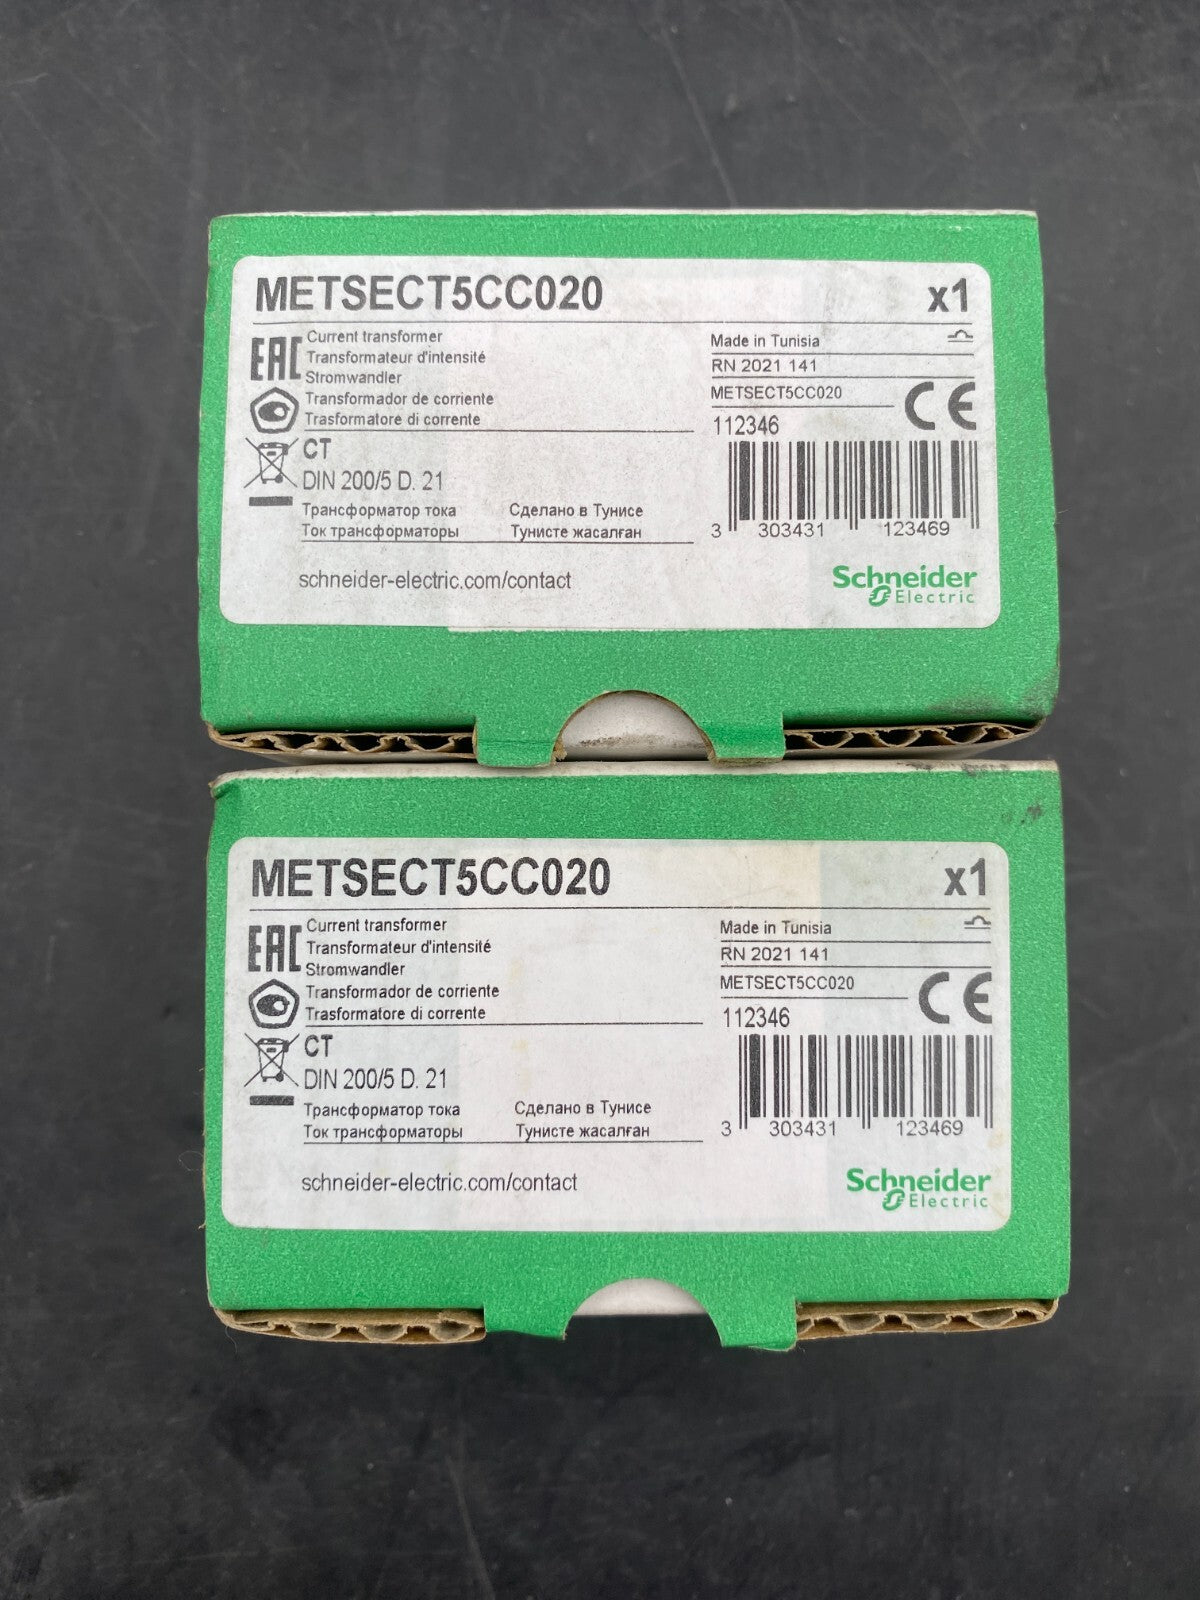 METSECT5CC020 x1
Current transformer
Transformateur d'intensité
Stromwandler
Transformador de corriente
Trasformatore di corrente
EAC
CT
DIN 200/5 D. 21
Трансформатор тока Сделано в Тунисе
Ток трансформаторы Тунисте жасалған
schneider-electric.com/contact
Made in Tunisia
RN 2021 141
METSECT5CC020
CE
112346
3 303431 123469
Schneider
Electric
METSECT5CC020 x1
Current transformer
Transformateur d'intensité
Stromwandler
Transformador de corriente
Trasformatore di corrente
EAC
CT
DIN 200/5 D. 21
Трансформатор тока Сделано в Тунисе
Ток трансформаторы Тунисте жасалған
schneider-electric.com/contact
Made in Tunisia
RN 2021 141
METSECT5CC020
CE
112346
3 303431 123469
Schneider
Electric